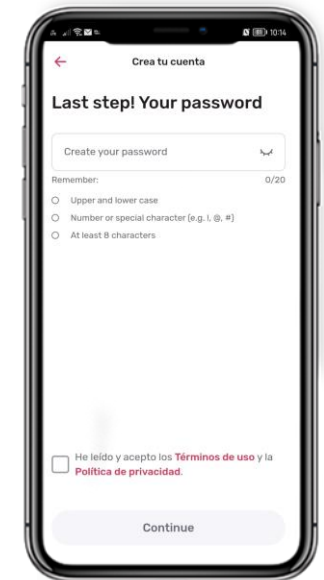 10:14
Crea tu cuenta
Last step! Your password
Create your password
Remember: 0/20
Upper and lower case
Number or special character (e.g. !, @, #)
At least 8 characters
He leído y acepto los Términos de uso y la
Política de privacidad.
Continue